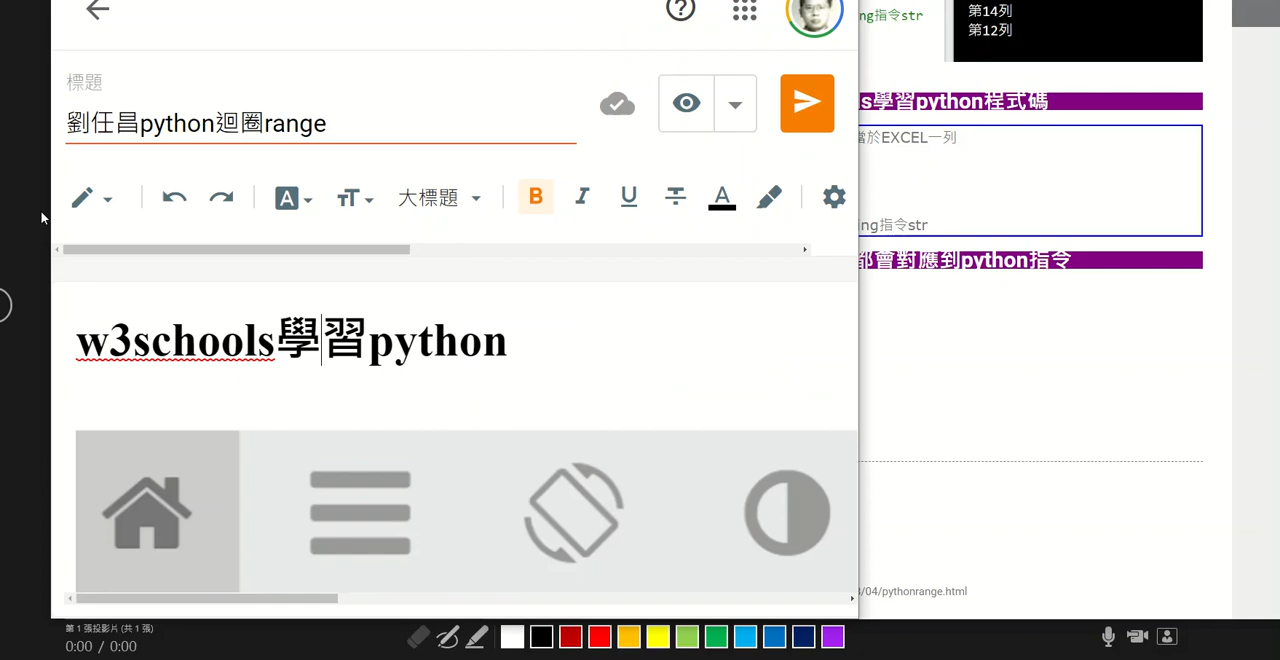 標題
劉任昌python迴圈range
大標題
w3schools學習python
第 1 張投影片 (共 1 張)
0:00 / 0:00
ng指令str
第14列
第12列
s學習python程式碼
當於EXCEL一列
ing指令str
都會對應到python指令
/04/pythonrange.html